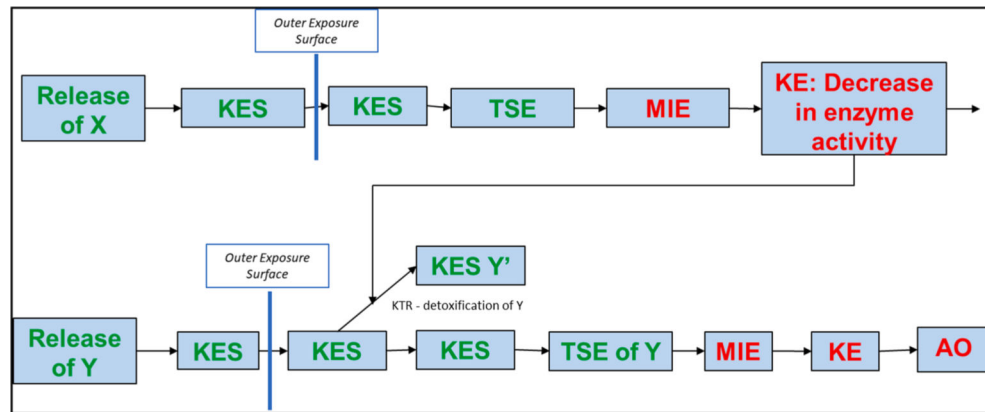 Outer Exposure
Surface
Release
of X
KES
KES
TSE
MIE
KE: Decrease
in enzyme
activity
Outer Exposure
Surface
KES Y’
KTR - detoxification of Y
Release
of Y
KES
KES
KES
TSE of Y
MIE
KE
AO